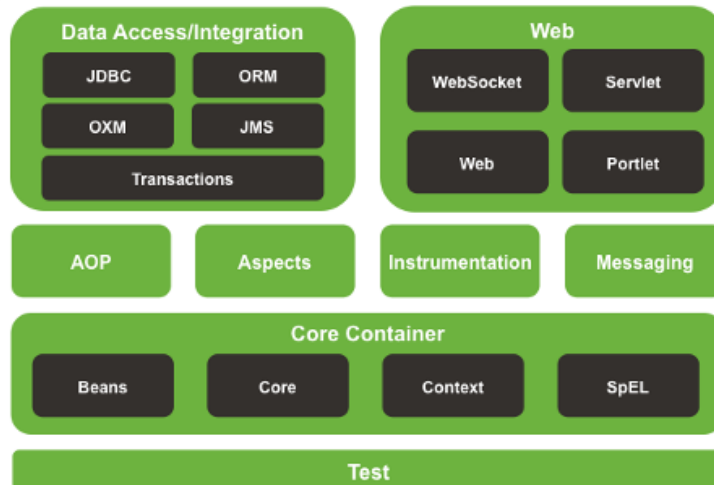 Data Access/Integration
JDBC ORM
OXM JMS
Transactions
Web
WebSocket Servlet
Web Portlet
AOP Aspects Instrumentation Messaging
Core Container
Beans Core Context SpEL
Test